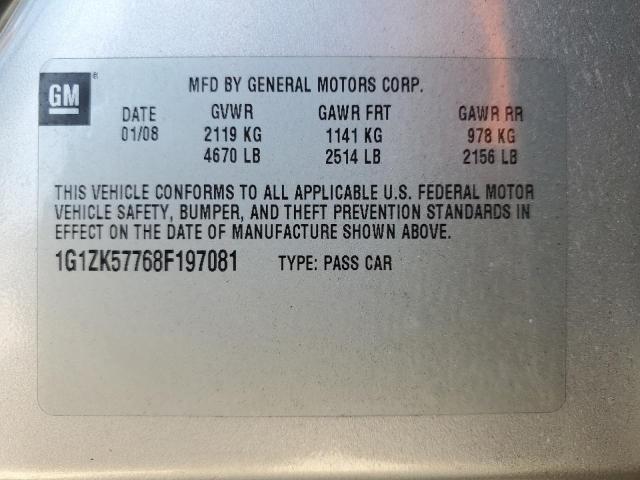 GM®
MFD BY GENERAL MOTORS CORP.
DATE GVWR GAWR FRT GAWR RR
01/08 2119 KG 1141 KG 978 KG
4670 LB 2514 LB 2156 LB
THIS VEHICLE CONFORMS TO ALL APPLICABLE U.S. FEDERAL MOTOR
VEHICLE SAFETY, BUMPER, AND THEFT PREVENTION STANDARDS IN
EFFECT ON THE DATE OF MANUFACTURE SHOWN ABOVE.
1G1ZK57768F197081 TYPE: PASS CAR